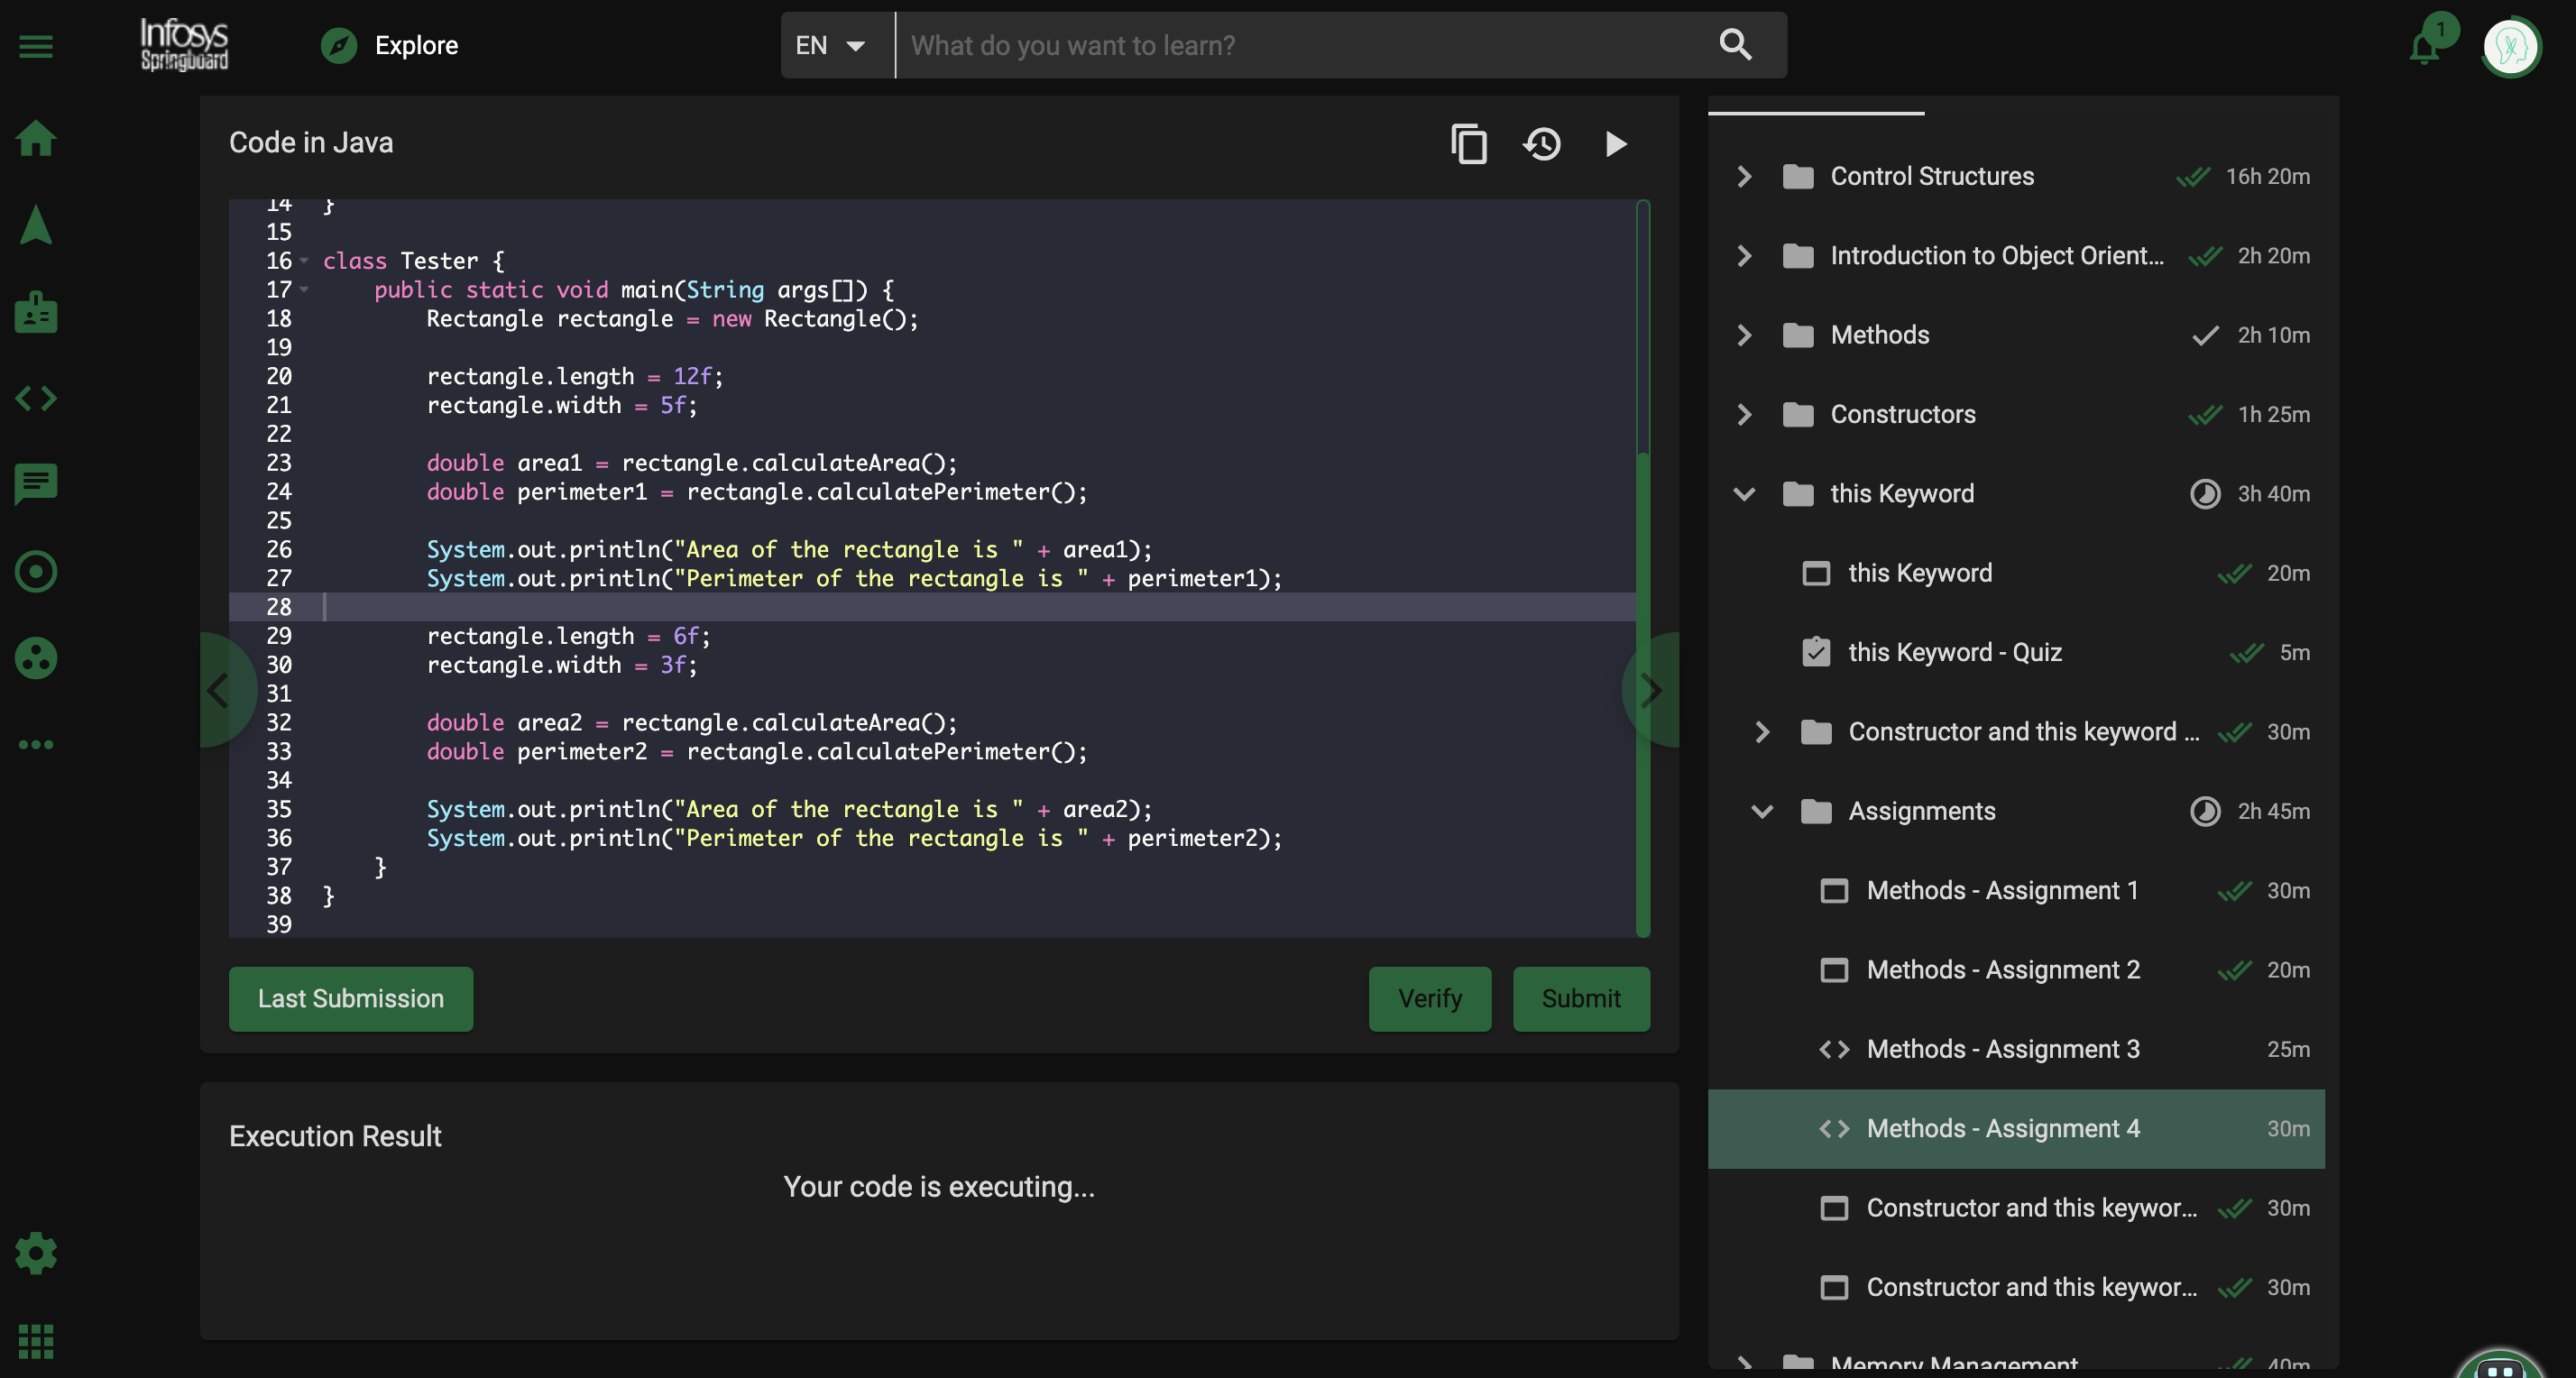 Infosys
Springboard
Explore
EN
What do you want to learn?
1
Code in Java
14 }
15
16 class Tester {
17 public static void main(String args[]) {
18 Rectangle rectangle = new Rectangle();
19
20 rectangle.length = 12f;
21 rectangle.width = 5f;
22
23 double area1 = rectangle.calculateArea();
24 double perimeter1 = rectangle.calculatePerimeter();
25
26 System.out.println("Area of the rectangle is " + area1);
27 System.out.println("Perimeter of the rectangle is " + perimeter1);
28
29 rectangle.length = 6f;
30 rectangle.width = 3f;
31
32 double area2 = rectangle.calculateArea();
33 double perimeter2 = rectangle.calculatePerimeter();
34
35 System.out.println("Area of the rectangle is " + area2);
36 System.out.println("Perimeter of the rectangle is " + perimeter2);
37 }
38 }
39
Last Submission
Verify
Submit
Execution Result
Your code is executing...
Control Structures 16h 20m
Introduction to Object Orient... 2h 20m
Methods 2h 10m
Constructors 1h 25m
this Keyword 3h 40m
this Keyword 20m
this Keyword - Quiz 5m
Constructor and this keyword ... 30m
Assignments 2h 45m
Methods - Assignment 1 30m
Methods - Assignment 2 20m
Methods - Assignment 3 25m
Methods - Assignment 4 30m
Constructor and this keywor... 30m
Constructor and this keywor... 30m
Memory Management 40m